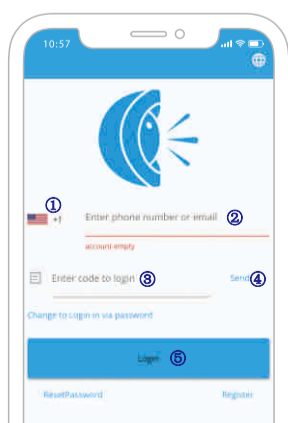 10:57
①
+1 Enter phone number or email ②
account empty
Enter code to login ③ Send ④
Change to Login in via password
Login ⑤
ResetPassword Register